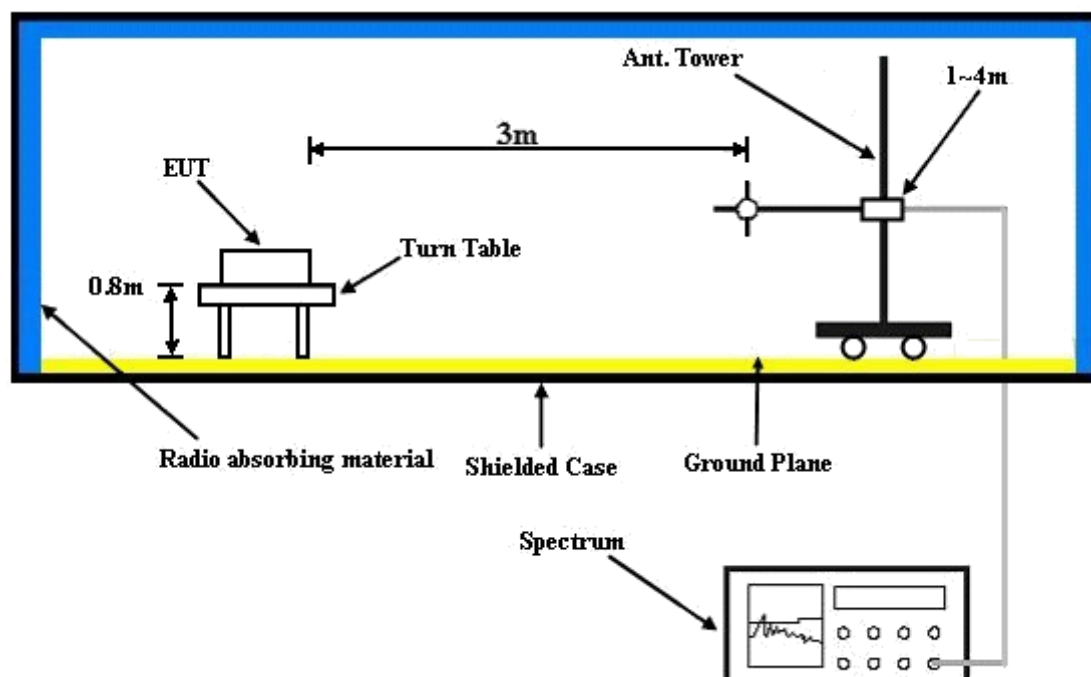 Ant. Tower
1~4m
3m
EUT
Turn Table
0.8m
Radio absorbing material
Shielded Case
Ground Plane
Spectrum